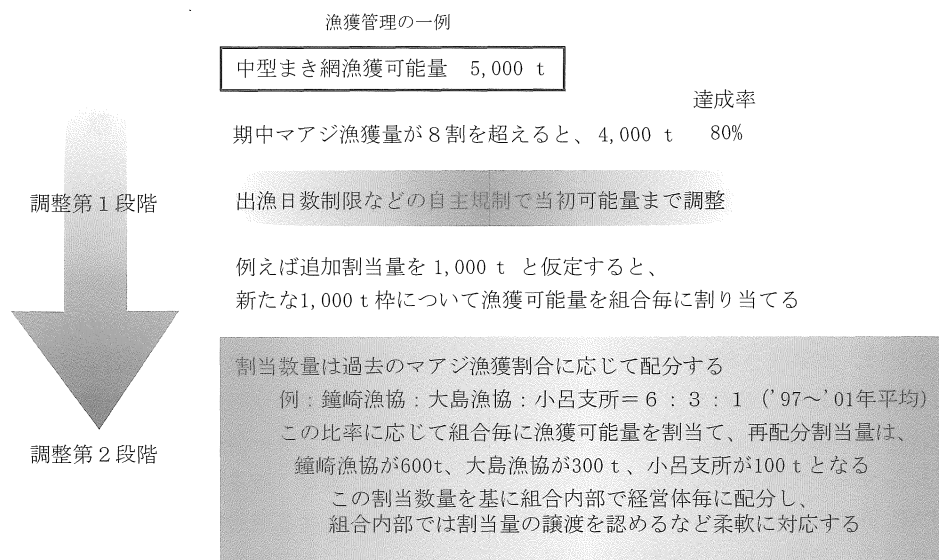 漁獲管理の一例
中型まき網漁獲可能量　5,000 t
達成率
期中マアジ漁獲量が８割を超えると、4,000 t　80%
調整第１段階
出漁日数制限などの自主規制で当初可能量まで調整
例えば追加割当量を 1,000 t と仮定すると、
新たな1,000 t 枠について漁獲可能量を組合毎に割り当てる
割当数量は過去のマアジ漁獲割合に応じて配分する
例：鐘崎漁協：大島漁協：小呂支所＝６：３：１（'97～'01年平均）
この比率に応じて組合毎に漁獲可能量を割当て、再配分割当量は、
調整第２段階
鐘崎漁協が600t、大島漁協が300 t、小呂支所が100 t となる
この割当数量を基に組合内部で経営体毎に配分し、
組合内部では割当量の譲渡を認めるなど柔軟に対応する